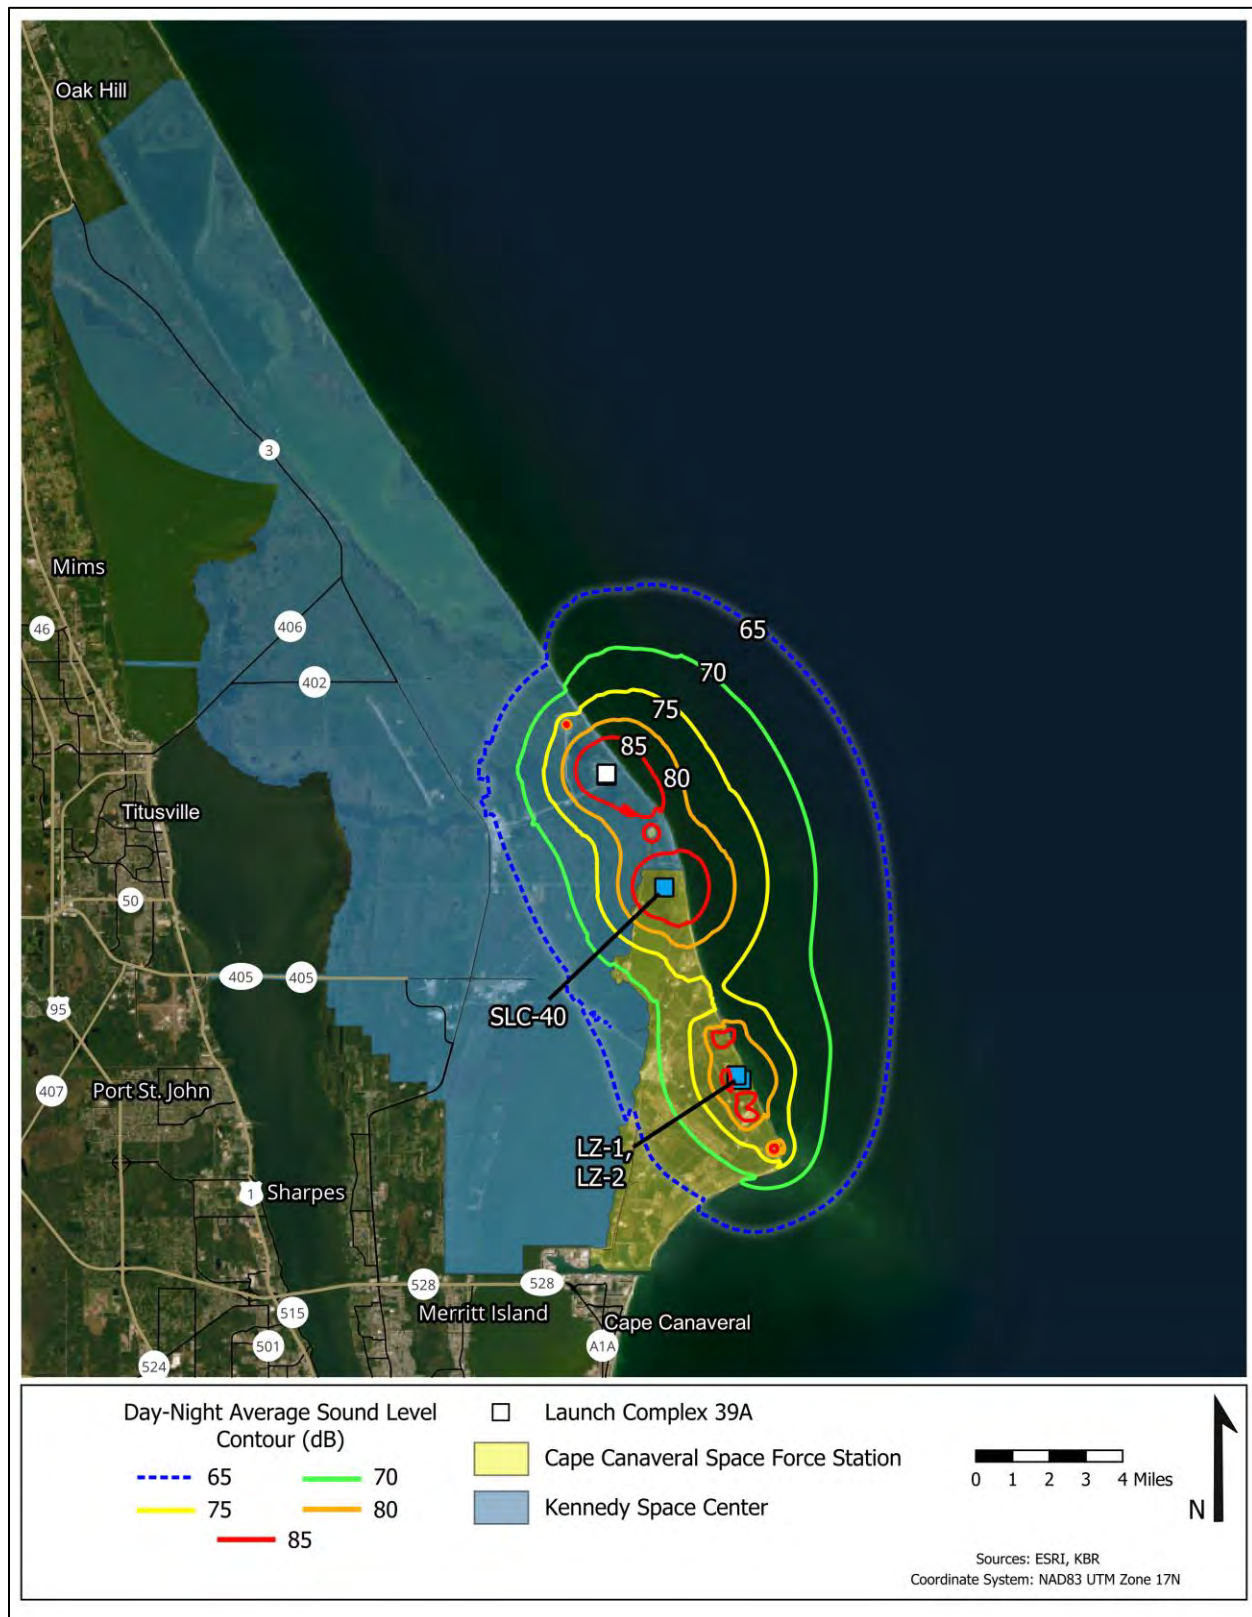 Oak Hill
3
Mims
46
406
402
65
70
75
85
80
Titusville
50
405
405
95
SLC-40
407
Port St. John
LZ-1,
LZ-2
1
Sharpes
528
528
Merritt Island
515
Cape Canaveral
501
A1A
524
Day-Night Average Sound Level
Contour (dB)
65
70
75
80
85
Launch Complex 39A
Cape Canaveral Space Force Station
Kennedy Space Center
0 1 2 3 4 Miles
N
Sources: ESRI, KBR
Coordinate System: NAD83 UTM Zone 17N